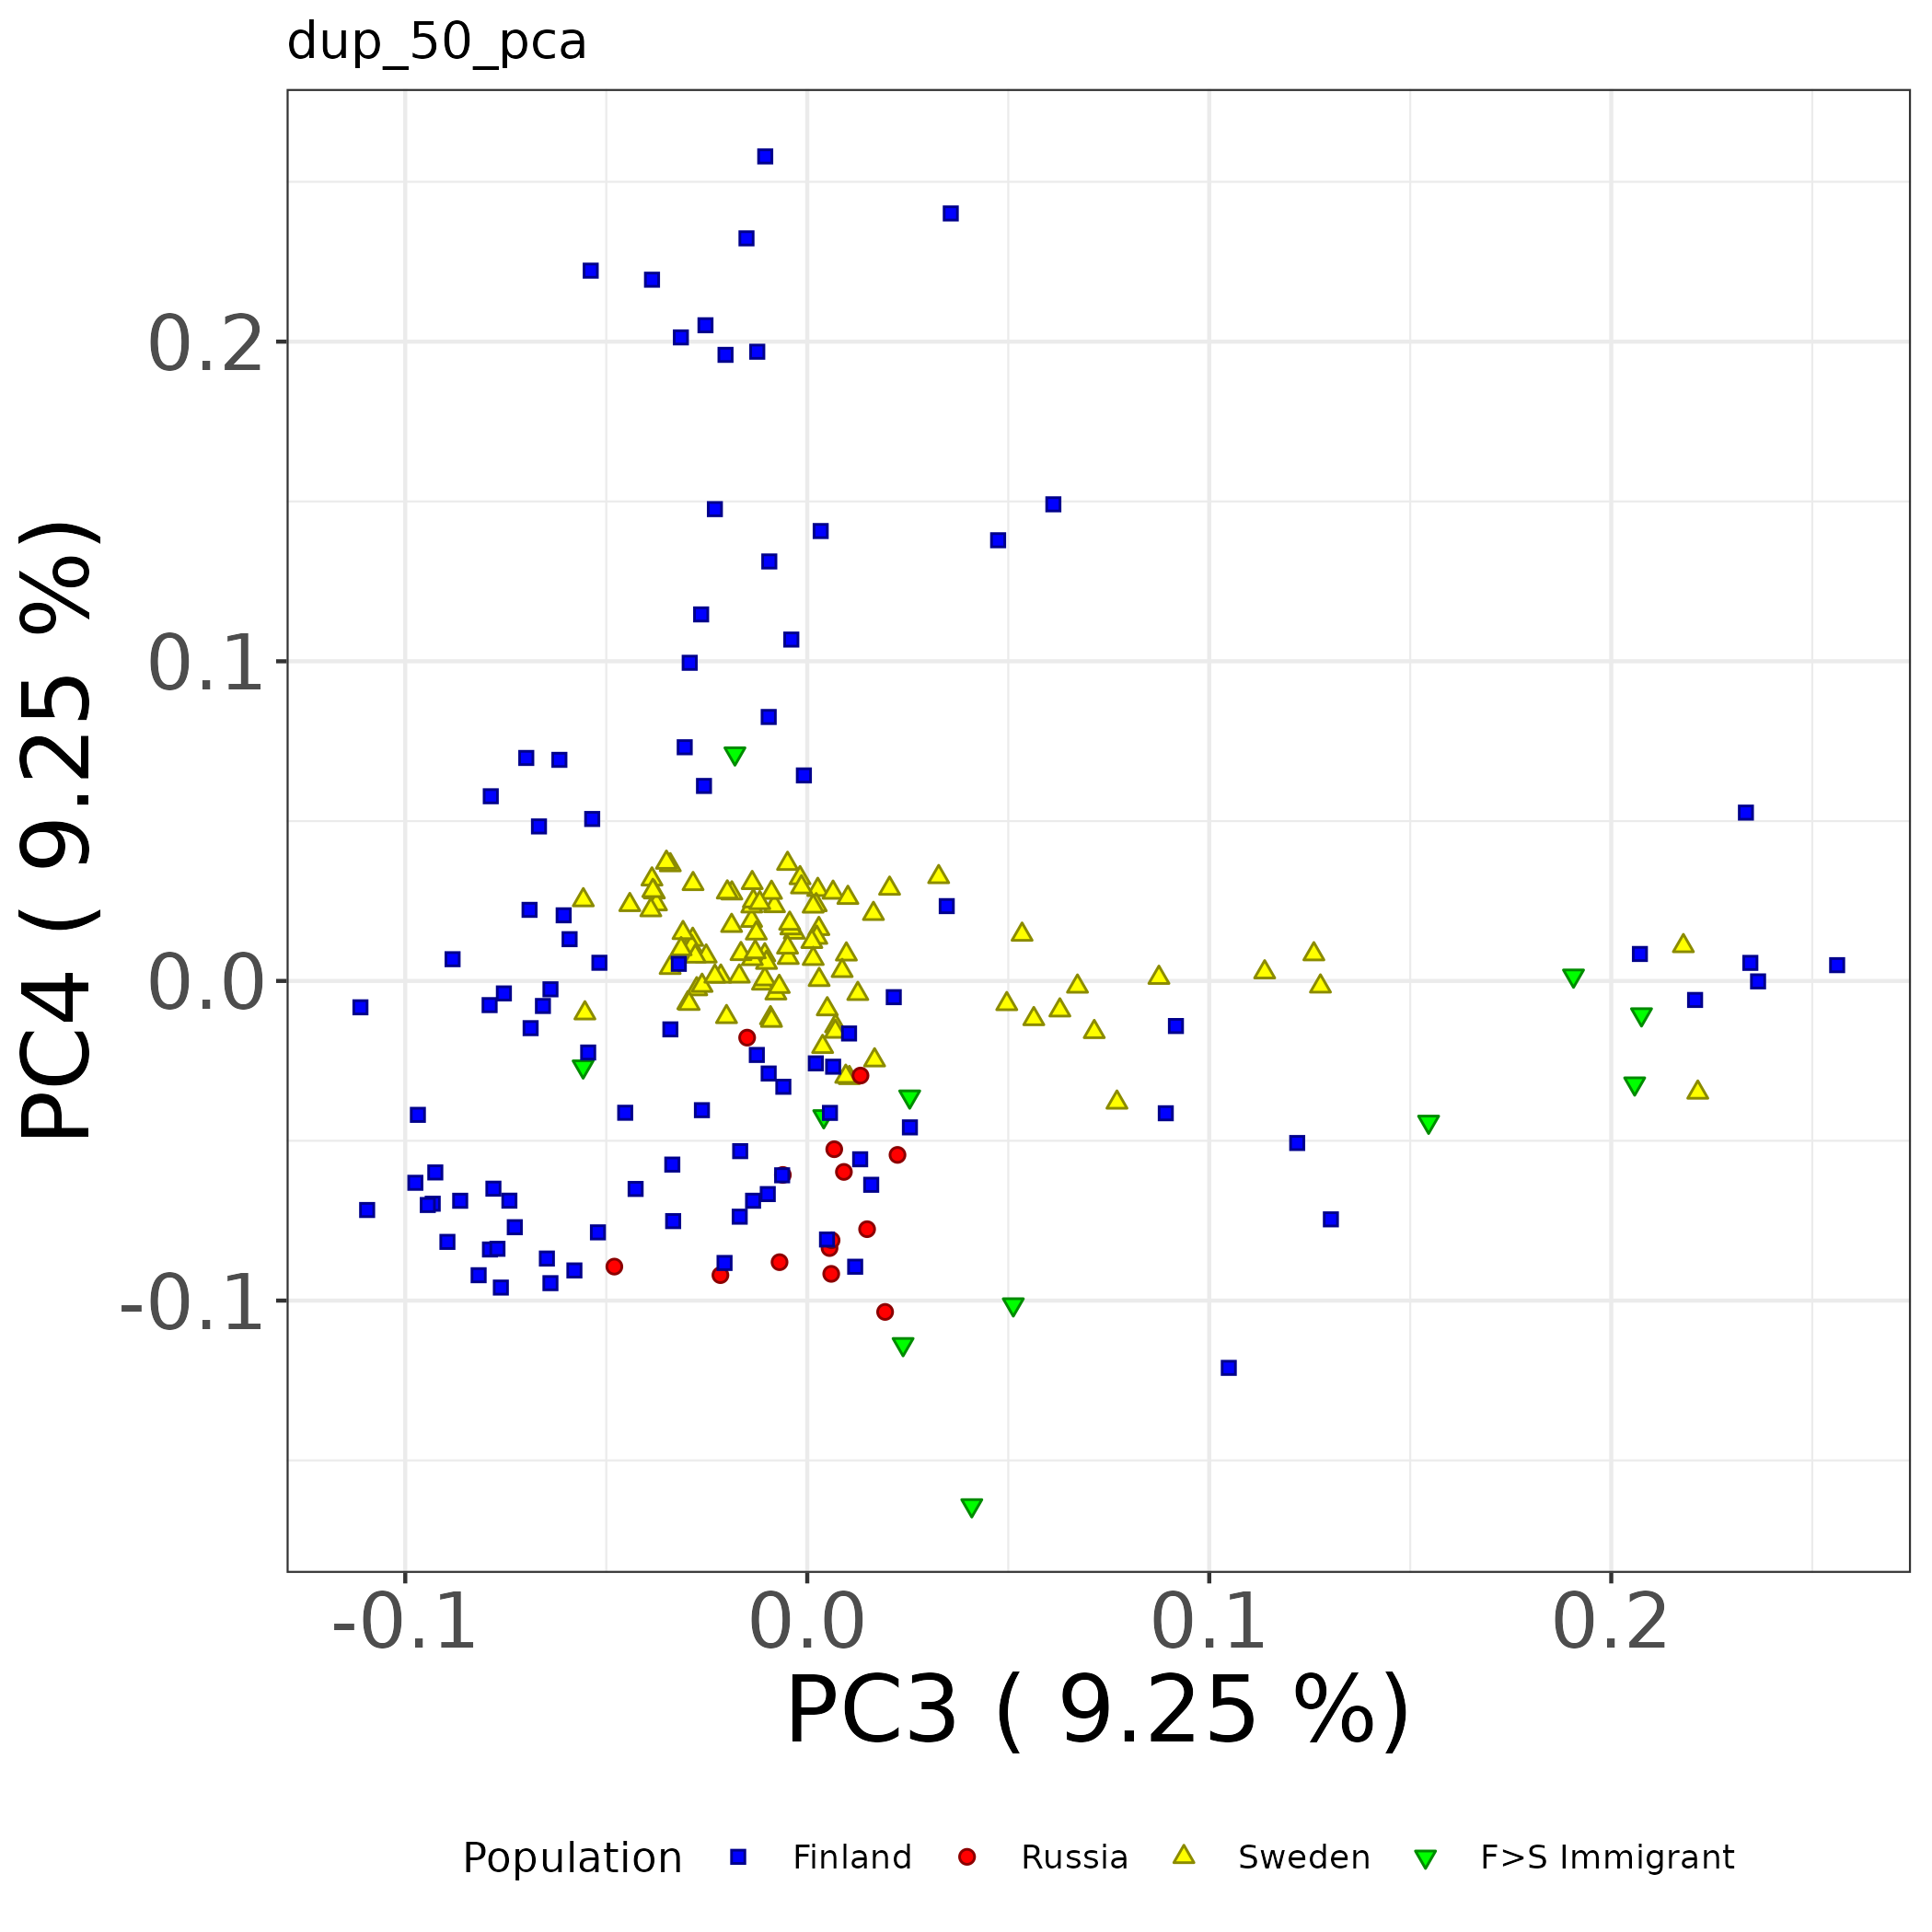 dup_50_pca
0.2
0.1
0.0
-0.1
PC4 ( 9.25 %)
-0.1 0.0 0.1 0.2
PC3 ( 9.25 %)
Population Finland Russia Sweden F>S Immigrant